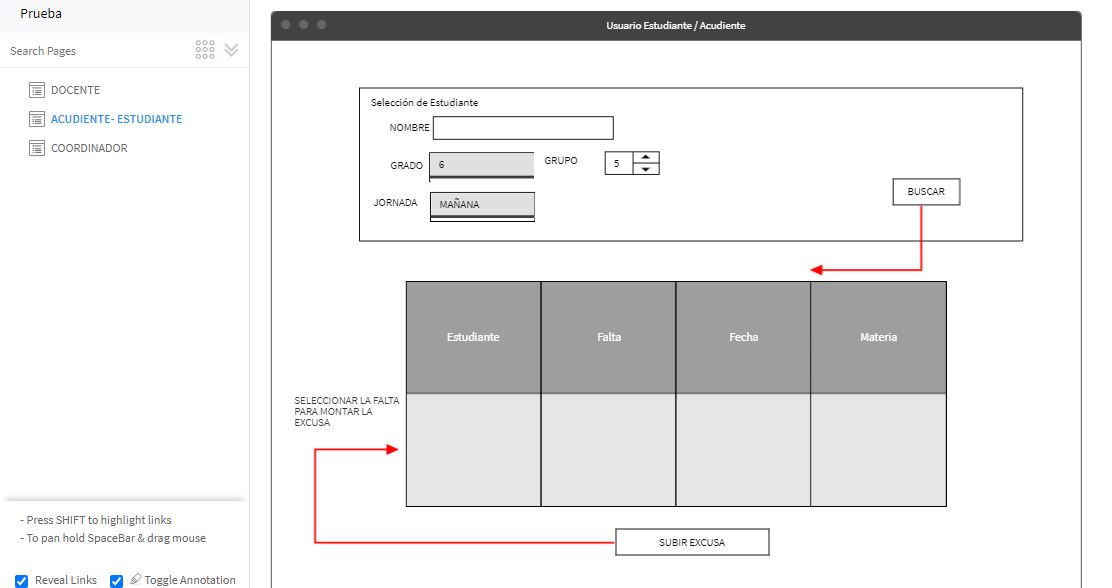 Prueba
Search Pages
DOCENTE
ACUDIENTE- ESTUDIANTE
COORDINADOR
- Press SHIFT to highlight links
- To pan hold SpaceBar & drag mouse
Reveal Links
Toggle Annotation
Usuario Estudiante / Acudiente
Selección de Estudiante
NOMBRE
GRADO 6 GRUPO 5
JORNADA MAÑANA
BUSCAR
Estudiante Falta Fecha Materia
SELECCIONAR LA FALTA
PARA MONTAR LA
EXCUSA
SUBIR EXCUSA